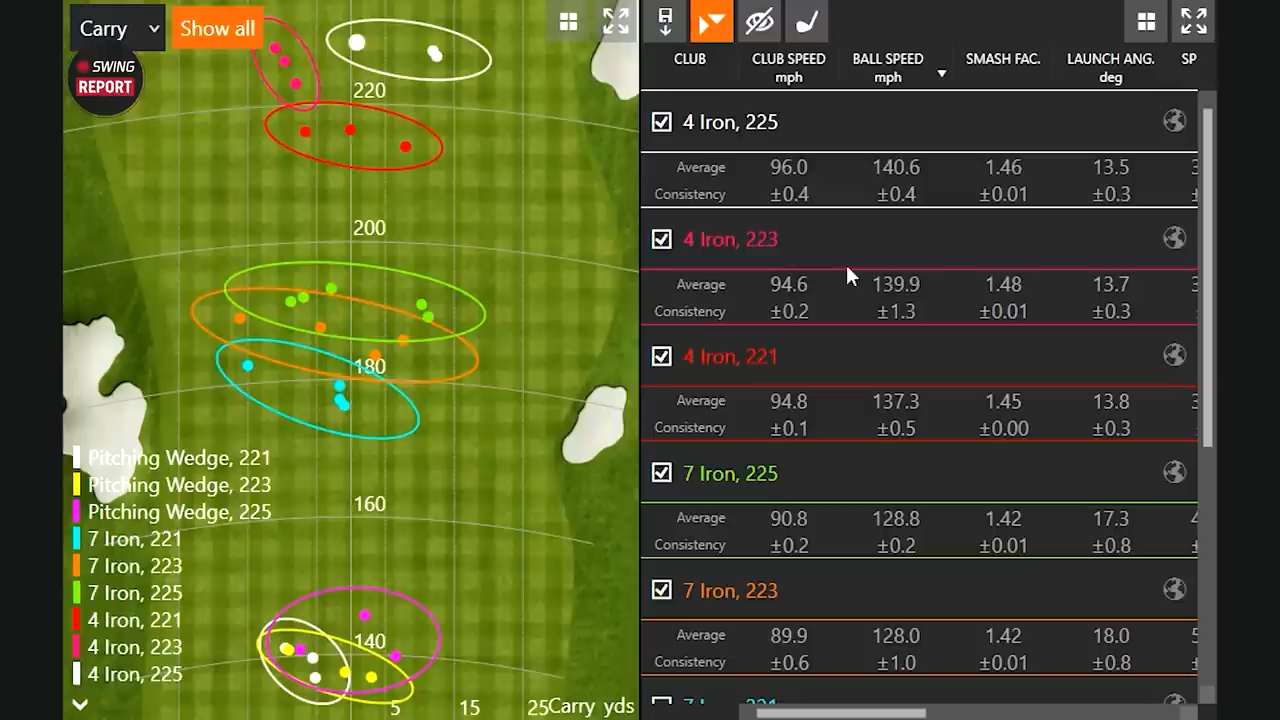 Carry
Show all
SWING
REPORT
220
200
180
160
140
5
15
25
Carry yds
Pitching Wedge, 221
Pitching Wedge, 223
Pitching Wedge, 225
7 Iron, 221
7 Iron, 223
7 Iron, 225
4 Iron, 221
4 Iron, 223
4 Iron, 225
CLUB CLUB SPEED BALL SPEED SMASH FAC. LAUNCH ANG. SP
mph mph deg
4 Iron, 225
Average 96.0 140.6 1.46 13.5 3
Consistency ±0.4 ±0.4 ±0.01 ±0.3 ±
4 Iron, 223
Average 94.6 139.9 1.48 13.7 3
Consistency ±0.2 ±1.3 ±0.01 ±0.3 ±
4 Iron, 221
Average 94.8 137.3 1.45 13.8 3
Consistency ±0.1 ±0.5 ±0.00 ±0.3 ±
7 Iron, 225
Average 90.8 128.8 1.42 17.3 4
Consistency ±0.2 ±0.2 ±0.01 ±0.8 ±
7 Iron, 223
Average 89.9 128.0 1.42 18.0 5
Consistency ±0.6 ±1.0 ±0.01 ±0.8 ±